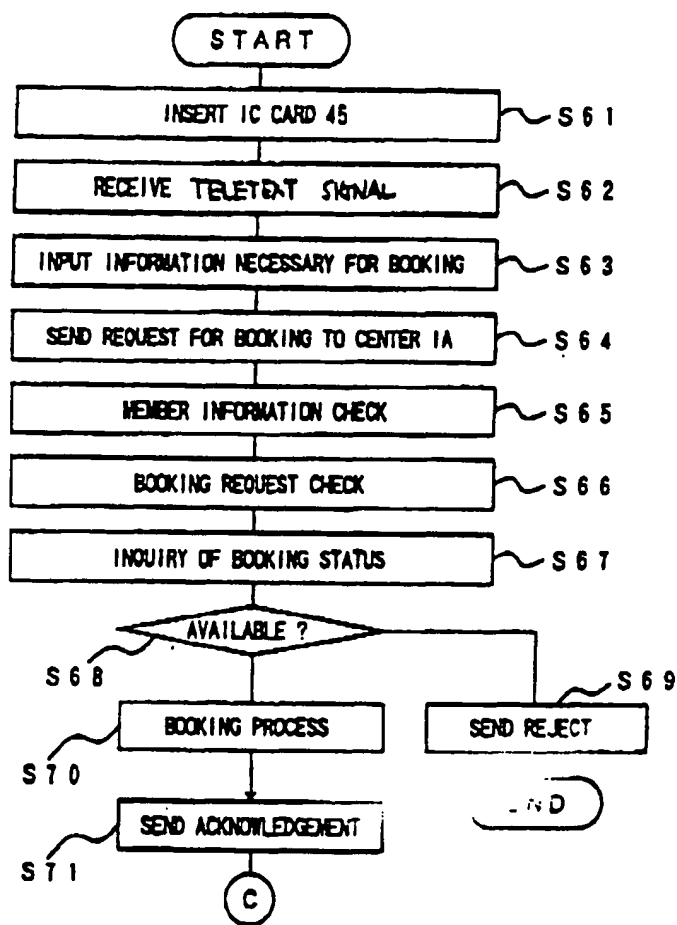 START
INSERT IC CARD 45
S61
RECEIVE TELETEXT SIGNAL
S62
INPUT INFORMATION NECESSARY FOR BOOKING
S63
SEND REQUEST FOR BOOKING TO CENTER 1A
S64
MEMBER INFORMATION CHECK
S65
BOOKING REQUEST CHECK
S66
INQUIRY OF BOOKING STATUS
S67
AVAILABLE ?
S68
S69
BOOKING PROCESS
SEND REJECT
S70
ND
SEND ACKNOWLEDGEMENT
S71
C